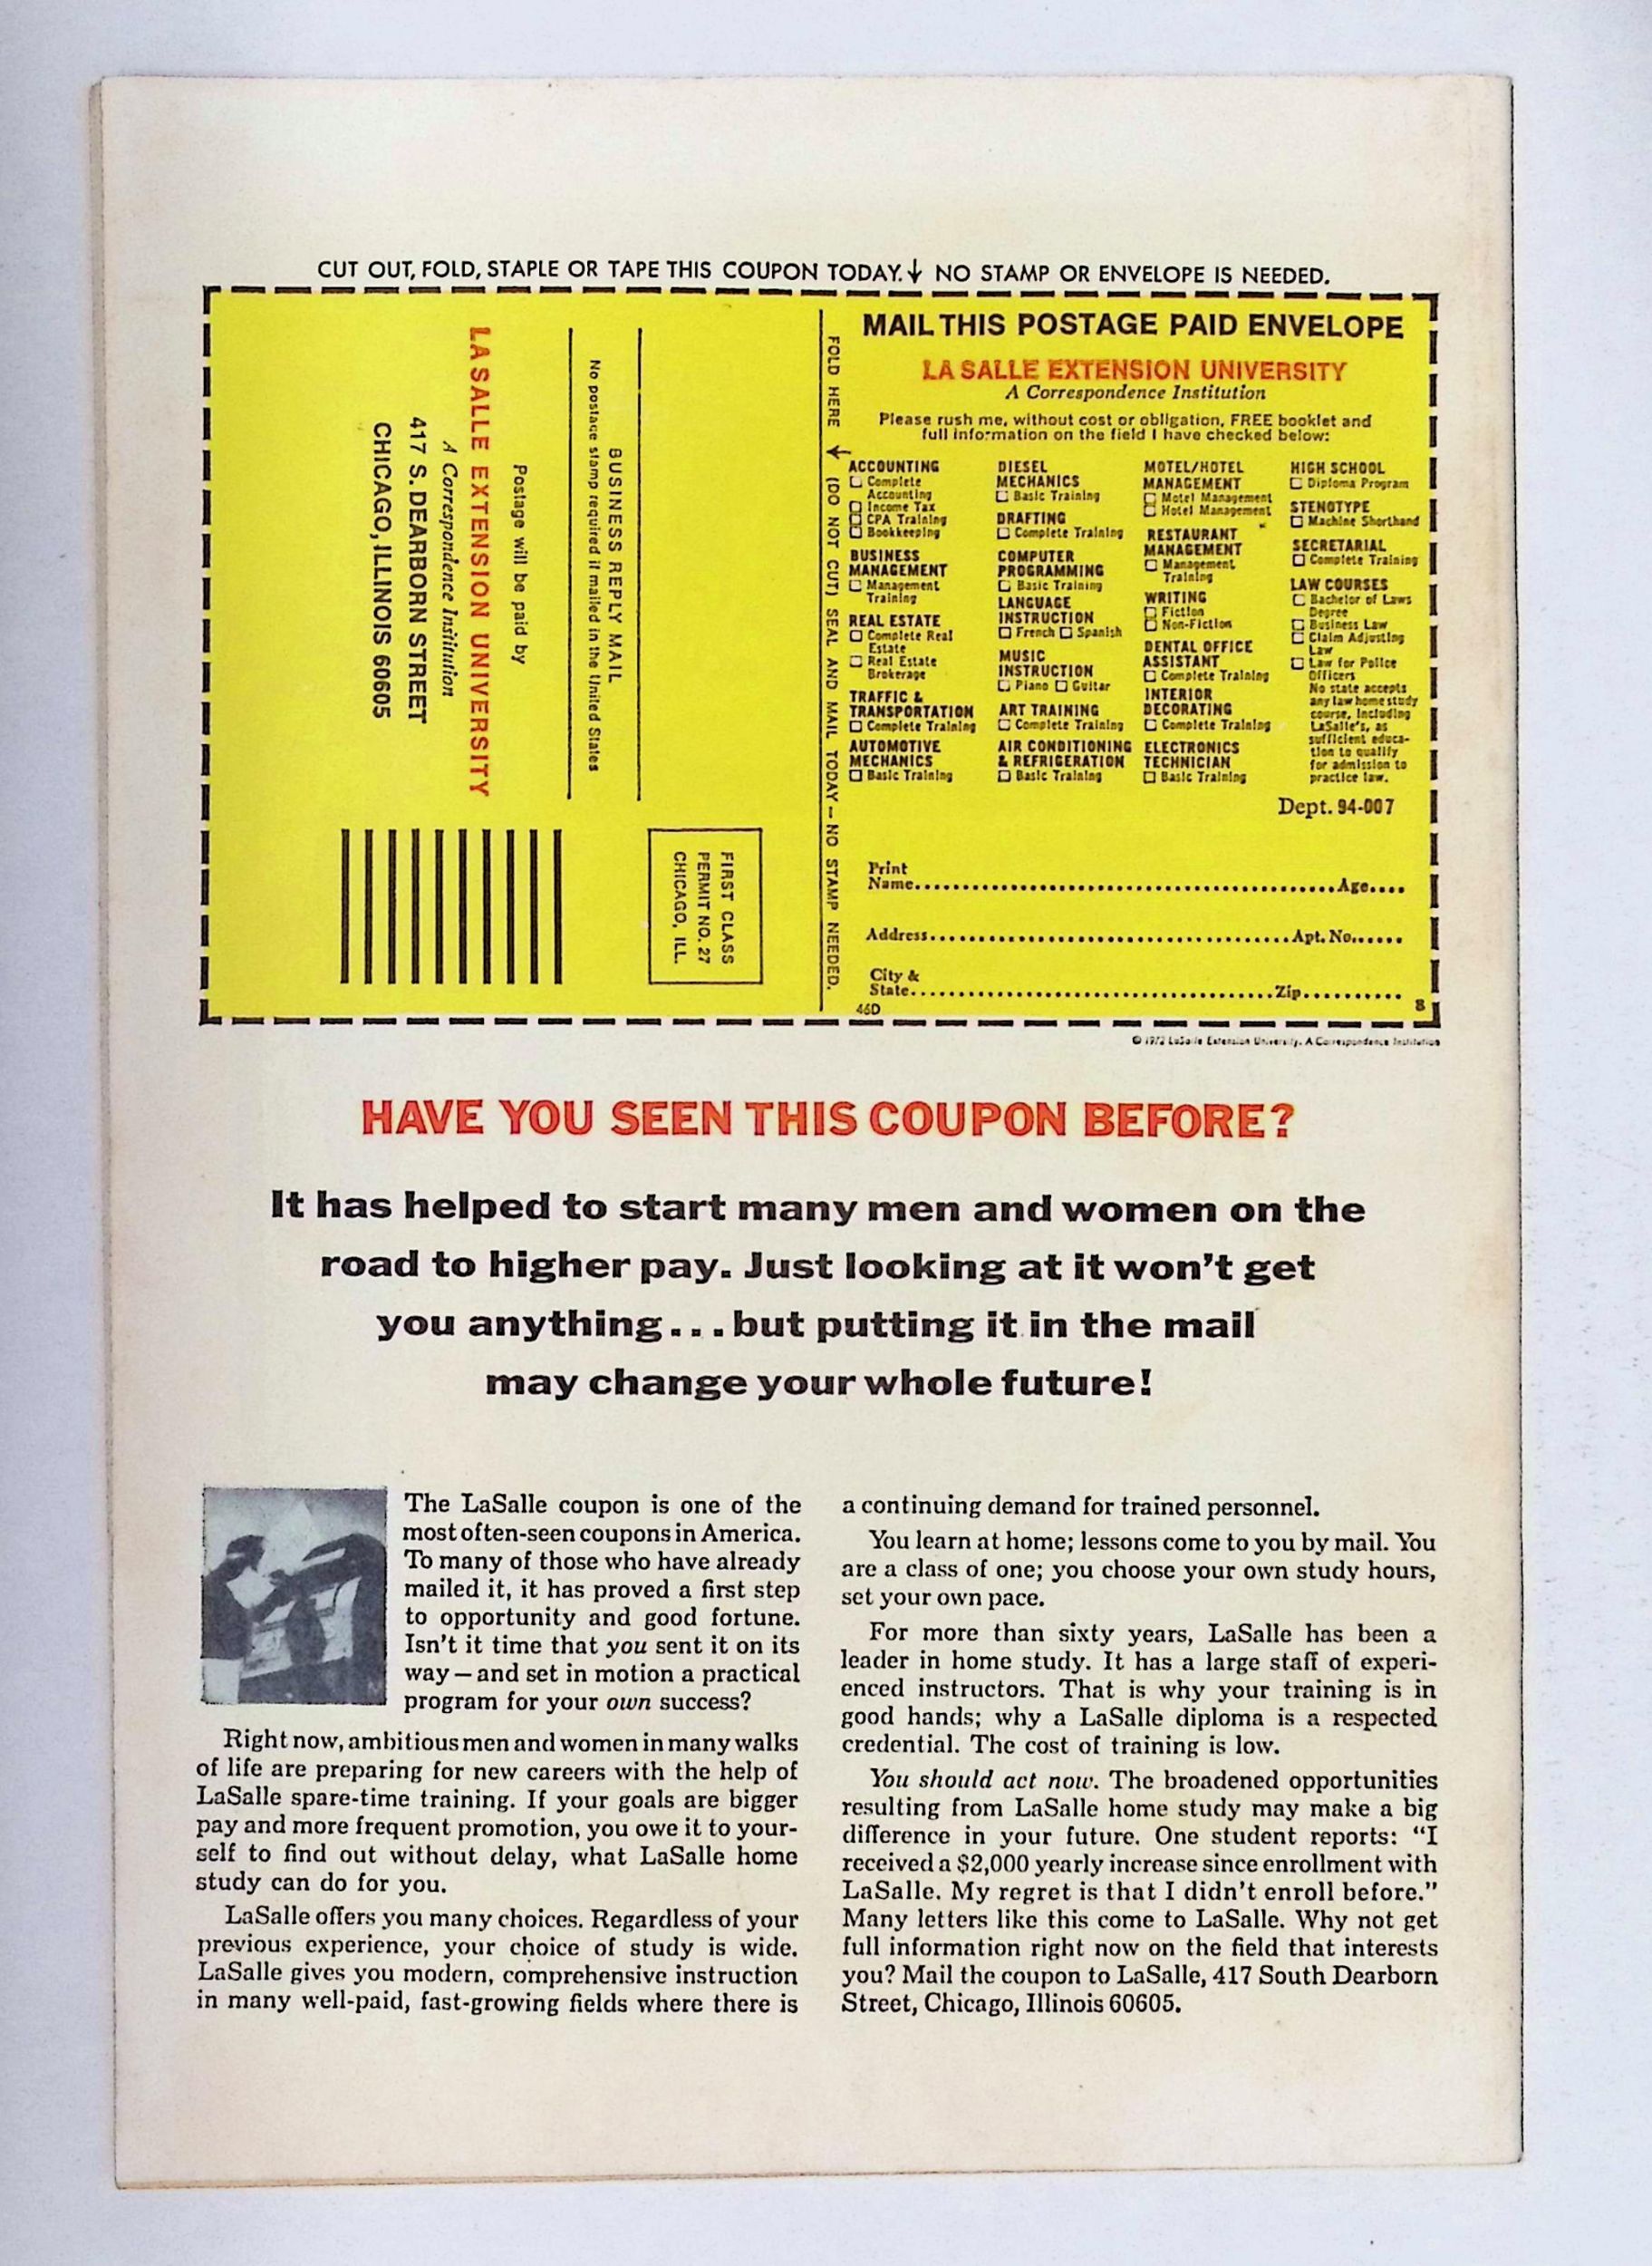 CUT OUT, FOLD, STAPLE OR TAPE THIS COUPON TODAY.↓ NO STAMP OR ENVELOPE IS NEEDED.
BUSINESS REPLY MAIL
No postage stamp required if mailed in the United States
Postage will be paid by
LA SALLE EXTENSION UNIVERSITY
A Correspondence Institution
417 S. DEARBORN STREET
CHICAGO, ILLINOIS 60605
FIRST CLASS
PERMIT NO. 27
CHICAGO, ILL.
FOLD HERE ↓ (DO NOT CUT) SEAL AND MAIL TODAY — NO STAMP NEEDED.
MAIL THIS POSTAGE PAID ENVELOPE
LA SALLE EXTENSION UNIVERSITY
A Correspondence Institution
Please rush me, without cost or obligation, FREE booklet and
full information on the field I have checked below:
ACCOUNTING
☐ Complete
Accounting
☐ Income Tax
☐ CPA Training
☐ Bookkeeping
BUSINESS
MANAGEMENT
☐ Management
Training
REAL ESTATE
☐ Complete Real
Estate
☐ Real Estate
Brokerage
TRAFFIC &
TRANSPORTATION
☐ Complete Training
AUTOMOTIVE
MECHANICS
☐ Basic Training
DIESEL
MECHANICS
☐ Basic Training
DRAFTING
☐ Complete Training
COMPUTER
PROGRAMMING
☐ Basic Training
LANGUAGE
INSTRUCTION
☐ French ☐ Spanish
MUSIC
INSTRUCTION
☐ Piano ☐ Guitar
ART TRAINING
☐ Complete Training
AIR CONDITIONING
& REFRIGERATION
☐ Basic Training
MOTEL/HOTEL
MANAGEMENT
☐ Motel Management
☐ Hotel Management
RESTAURANT
MANAGEMENT
☐ Management
Training
WRITING
☐ Fiction
☐ Non-Fiction
DENTAL OFFICE
ASSISTANT
☐ Complete Training
INTERIOR
DECORATING
☐ Complete Training
ELECTRONICS
TECHNICIAN
☐ Basic Training
HIGH SCHOOL
☐ Diploma Program
STENOTYPE
☐ Machine Shorthand
SECRETARIAL
☐ Complete Training
LAW COURSES
☐ Bachelor of Laws
Degree
☐ Business Law
☐ Claim Adjusting
Law
☐ Law for Police
Officers
No state accepts
any law home study
course, including
LaSalle's, as
sufficient educa-
tion to qualify
for admission to
practice law.
Dept. 94-007
Print
Name..........Age....
Address..........Apt. No......
City &
State..........Zip..........
46D
8
© 1972 LaSalle Extension University. A Correspondence Institution
HAVE YOU SEEN THIS COUPON BEFORE?
It has helped to start many men and women on the
road to higher pay. Just looking at it won't get
you anything...but putting it in the mail
may change your whole future!
The LaSalle coupon is one of the
most often-seen coupons in America.
To many of those who have already
mailed it, it has proved a first step
to opportunity and good fortune.
Isn't it time that you sent it on its
way — and set in motion a practical
program for your own success?
Right now, ambitious men and women in many walks
of life are preparing for new careers with the help of
LaSalle spare-time training. If your goals are bigger
pay and more frequent promotion, you owe it to your-
self to find out without delay, what LaSalle home
study can do for you.
LaSalle offers you many choices. Regardless of your
previous experience, your choice of study is wide.
LaSalle gives you modern, comprehensive instruction
in many well-paid, fast-growing fields where there is
a continuing demand for trained personnel.
You learn at home; lessons come to you by mail. You
are a class of one; you choose your own study hours,
set your own pace.
For more than sixty years, LaSalle has been a
leader in home study. It has a large staff of experi-
enced instructors. That is why your training is in
good hands; why a LaSalle diploma is a respected
credential. The cost of training is low.
You should act now. The broadened opportunities
resulting from LaSalle home study may make a big
difference in your future. One student reports: "I
received a $2,000 yearly increase since enrollment with
LaSalle. My regret is that I didn't enroll before."
Many letters like this come to LaSalle. Why not get
full information right now on the field that interests
you? Mail the coupon to LaSalle, 417 South Dearborn
Street, Chicago, Illinois 60605.